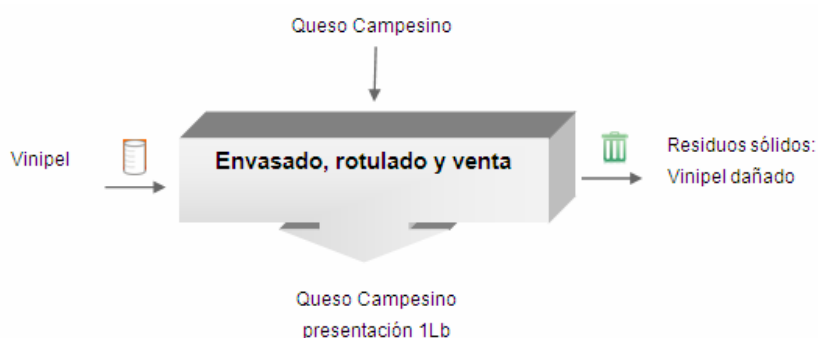 Queso Campesino
Vinipel
Envasado, rotulado y venta
Residuos sólidos:
Vinipel dañado
Queso Campesino
presentación 1Lb